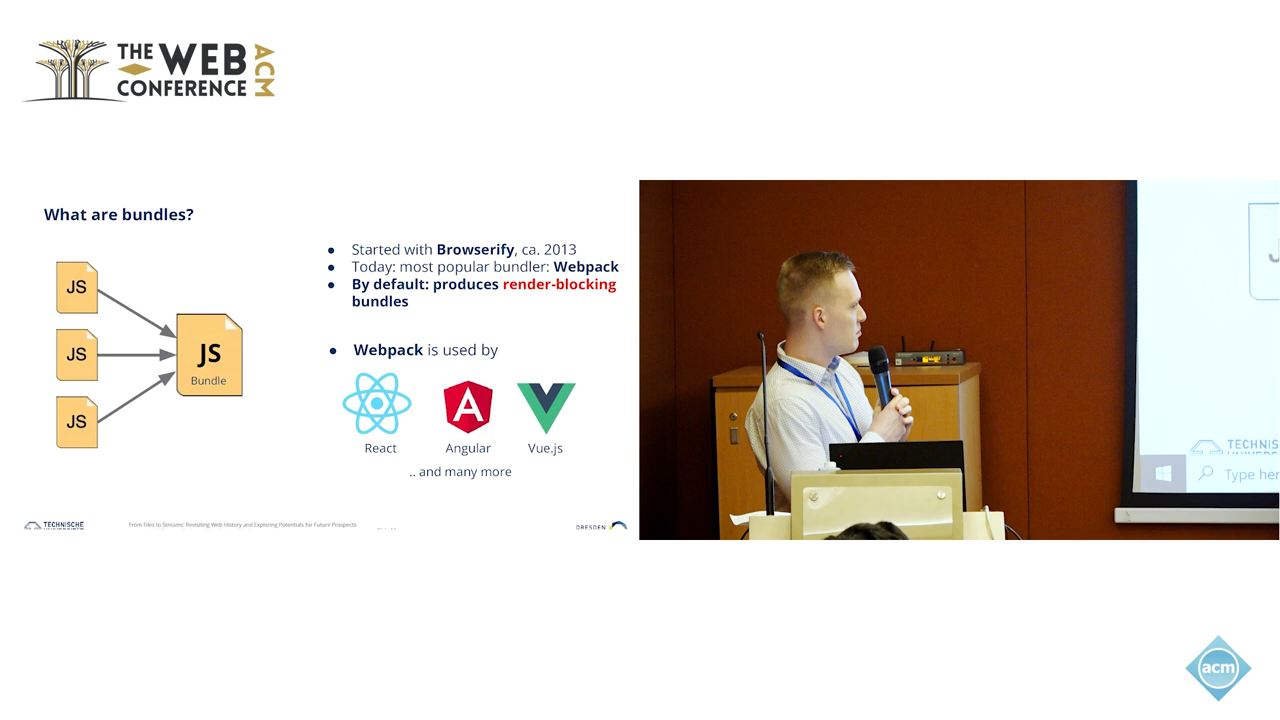 THE WEB
CONFERENCE
ACM
What are bundles?
JS
JS
JS
JS
Bundle
● Started with Browserify, ca. 2013
● Today: most popular bundler: Webpack
● By default: produces render-blocking
bundles
● Webpack is used by
React
Angular
Vue.js
.. and many more
TECHNISCHE
From Files to Streams: Revisiting Web History and Exploring Potentials for Future Prospects
DRESDEN
TECHNIS
Type her
acm